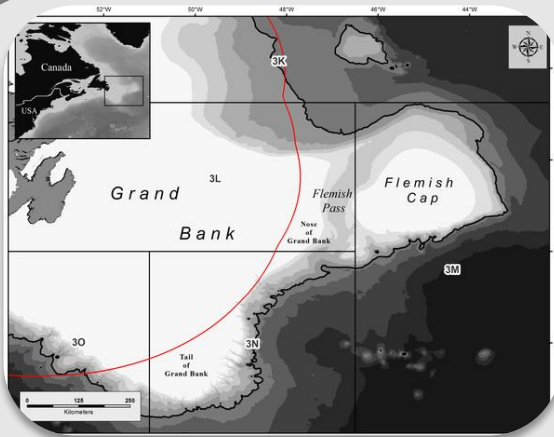 52°W
50°W
48°W
46°W
44°W
Canada
USA
N
W E
S
3K
3L
Grand
Bank
Flemish
Pass
Flemish
Cap
Nose
of
Grand Bank
3M
3O
3N
Tail
of
Grand Bank
0 125 250
Kilometers